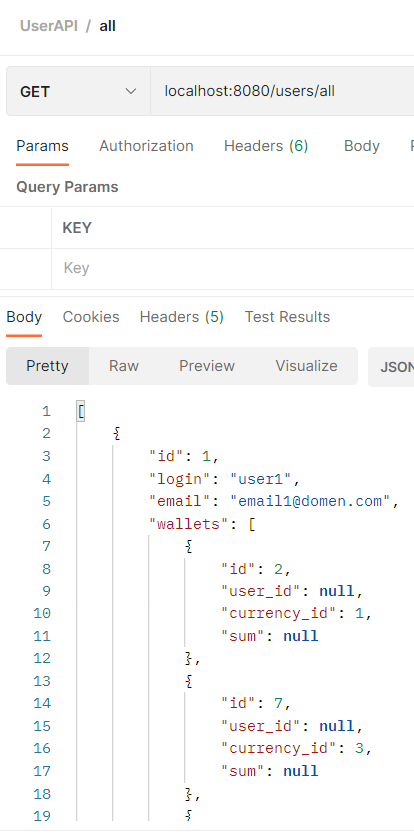 UserAPI / all
GET localhost:8080/users/all
Params Authorization Headers (6) Body
Query Params
KEY
Key
Body Cookies Headers (5) Test Results
Pretty Raw Preview Visualize JSON
1 [
2 {
3 "id": 1,
4 "login": "user1",
5 "email": "email1@domen.com",
6 "wallets": [
7 {
8 "id": 2,
9 "user_id": null,
10 "currency_id": 1,
11 "sum": null
12 },
13 {
14 "id": 7,
15 "user_id": null,
16 "currency_id": 3,
17 "sum": null
18 },
19 {